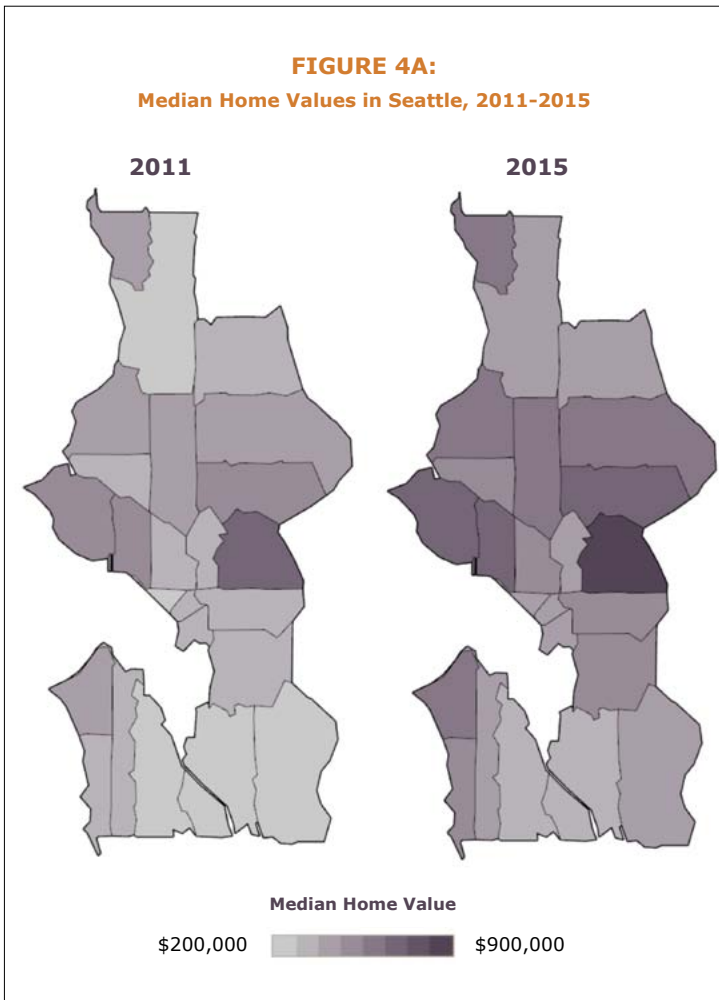 FIGURE 4A:
Median Home Values in Seattle, 2011-2015
2011 2015
Median Home Value
$200,000 $900,000